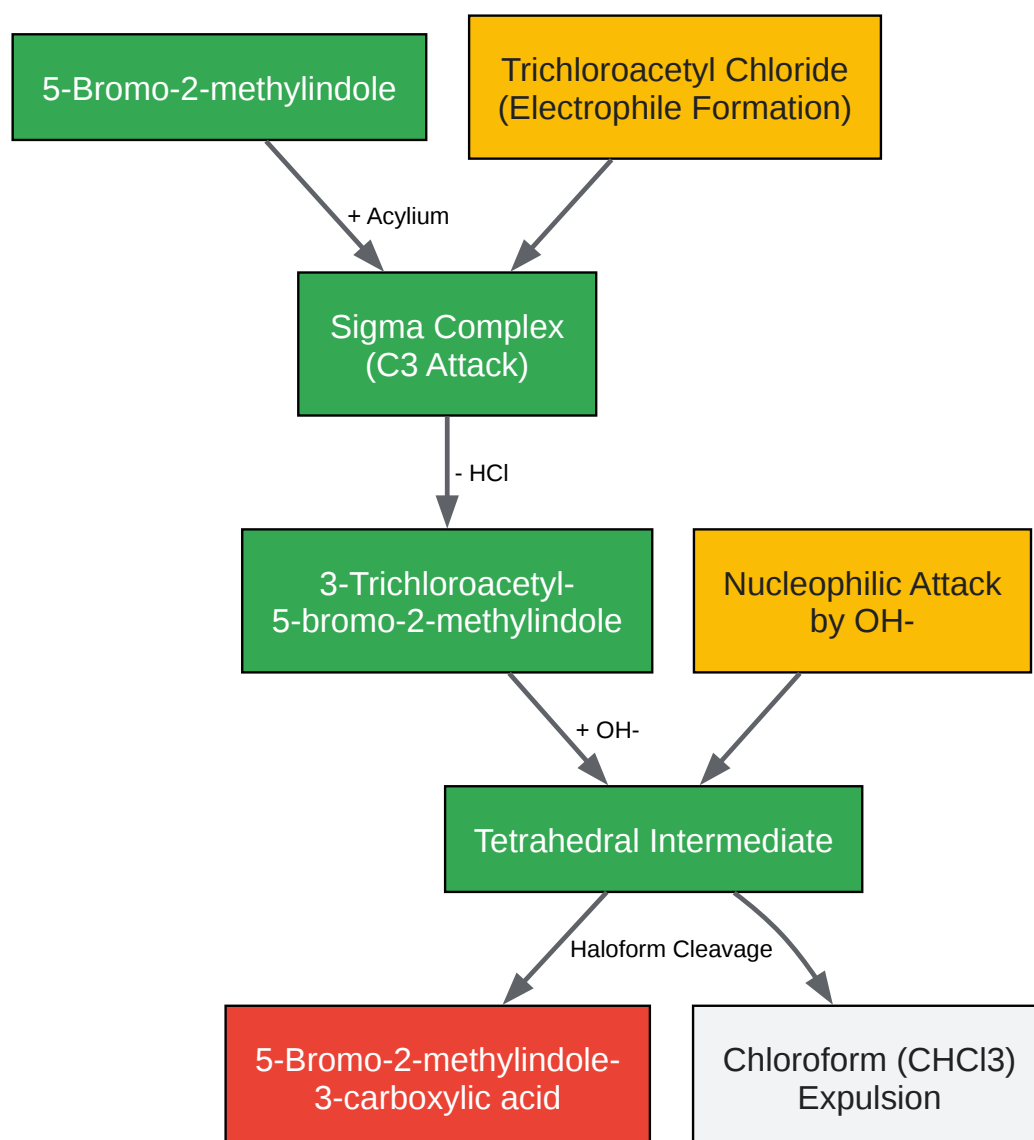 5-Bromo-2-methylindole
Trichloroacetyl Chloride
(Electrophile Formation)
+ Acylium
Sigma Complex
(C3 Attack)
- HCl
3-Trichloroacetyl-
5-bromo-2-methylindole
Nucleophilic Attack
by OH-
+ OH-
Tetrahedral Intermediate
Haloform Cleavage
5-Bromo-2-methylindole-
3-carboxylic acid
Chloroform (CHCl3)
Expulsion